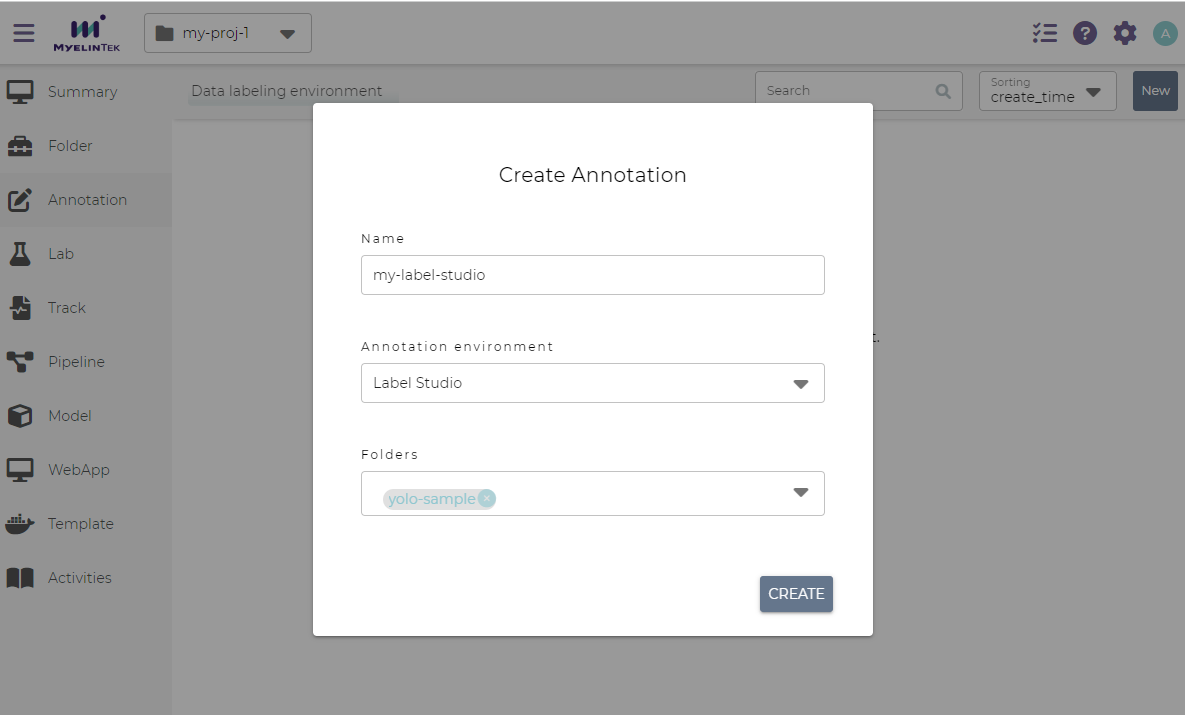 MYELINTEK
my-proj-1
?
A
Summary
Folder
Annotation
Lab
Track
Pipeline
Model
WebApp
Template
Activities
Data labeling environment
Search
Sorting
create_time
New
Create Annotation
Name
my-label-studio
Annotation environment
Label Studio
Folders
yolo-sample
CREATE
t.